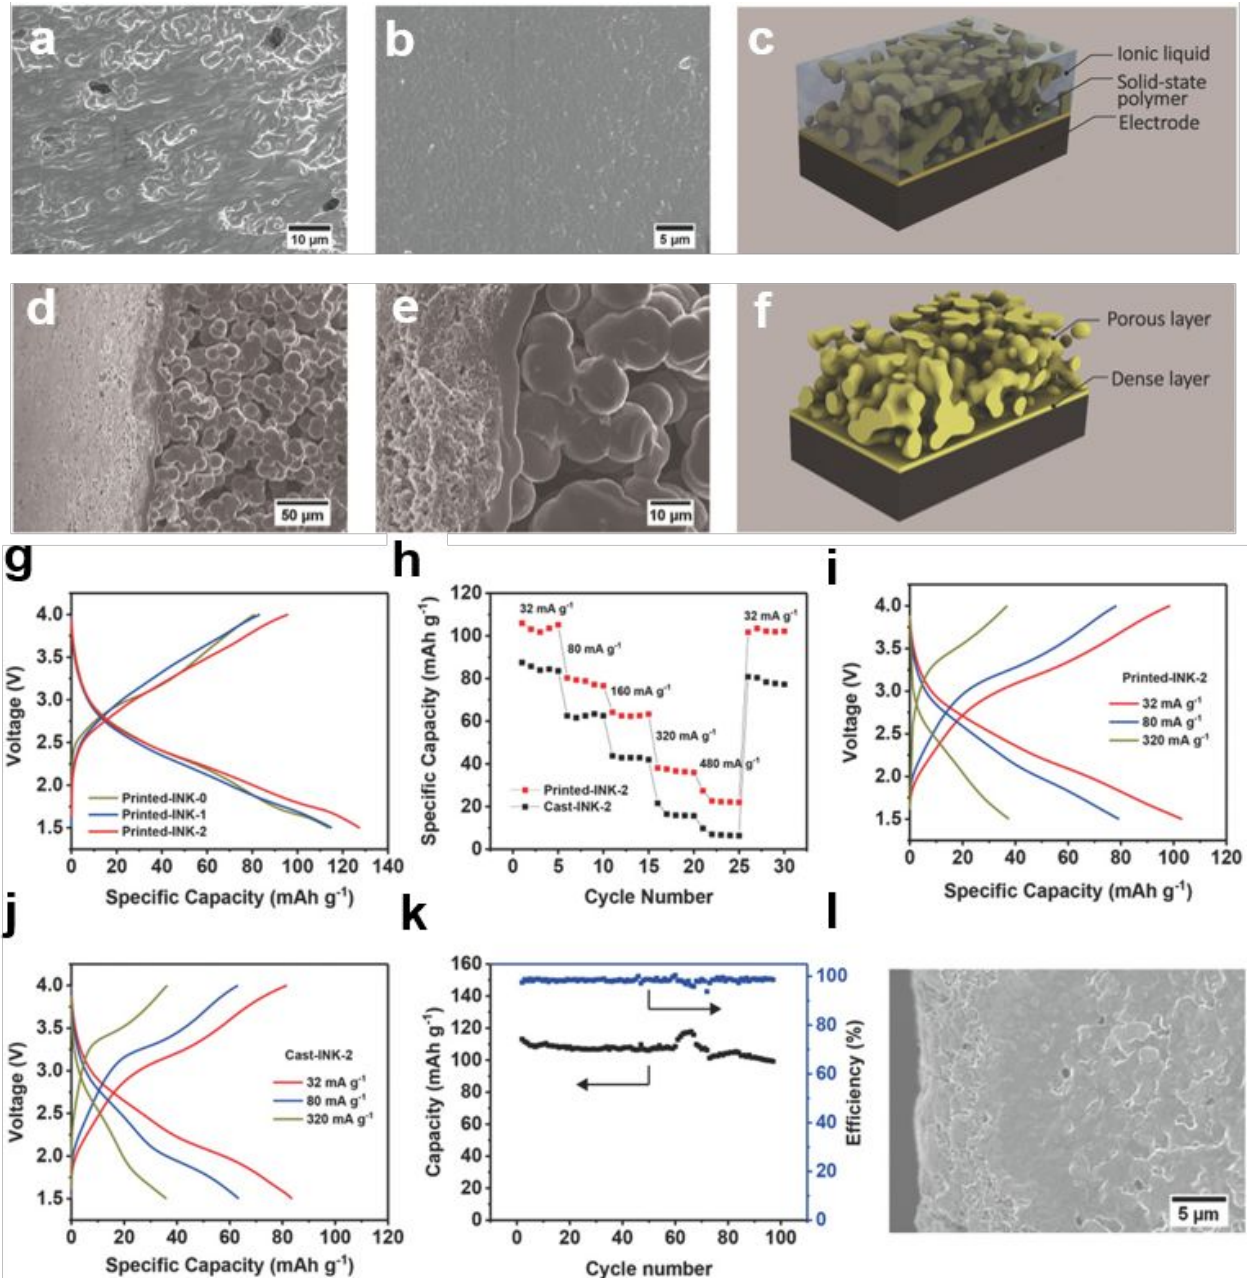 a
10 µm
b
5 µm
c
Ionic liquid
Solid-state
polymer
Electrode
d
50 µm
e
10 µm
f
Porous layer
Dense layer
g
4.0
3.5
3.0
2.5
2.0
1.5
Voltage (V)
Printed-INK-0
Printed-INK-1
Printed-INK-2
0 20 40 60 80 100 120 140
Specific Capacity (mAh g⁻¹)
h
120
100
80
60
40
20
0
Specific Capacity (mAh g⁻¹)
32 mA g⁻¹
80 mA g⁻¹
160 mA g⁻¹
320 mA g⁻¹
480 mA g⁻¹
32 mA g⁻¹
Printed-INK-2
Cast-INK-2
0 5 10 15 20 25 30
Cycle Number
i
4.0
3.5
3.0
2.5
2.0
1.5
Voltage (V)
Printed-INK-2
32 mA g⁻¹
80 mA g⁻¹
320 mA g⁻¹
0 20 40 60 80 100 120
Specific Capacity (mAh g⁻¹)
j
4.0
3.5
3.0
2.5
2.0
1.5
Voltage (V)
Cast-INK-2
32 mA g⁻¹
80 mA g⁻¹
320 mA g⁻¹
0 20 40 60 80 100 120
Specific Capacity (mAh g⁻¹)
k
160
140
120
100
80
60
40
20
0
Capacity (mAh g⁻¹)
100
80
60
40
20
0
Efficiency (%)
0 20 40 60 80 100
Cycle number
l
5 µm